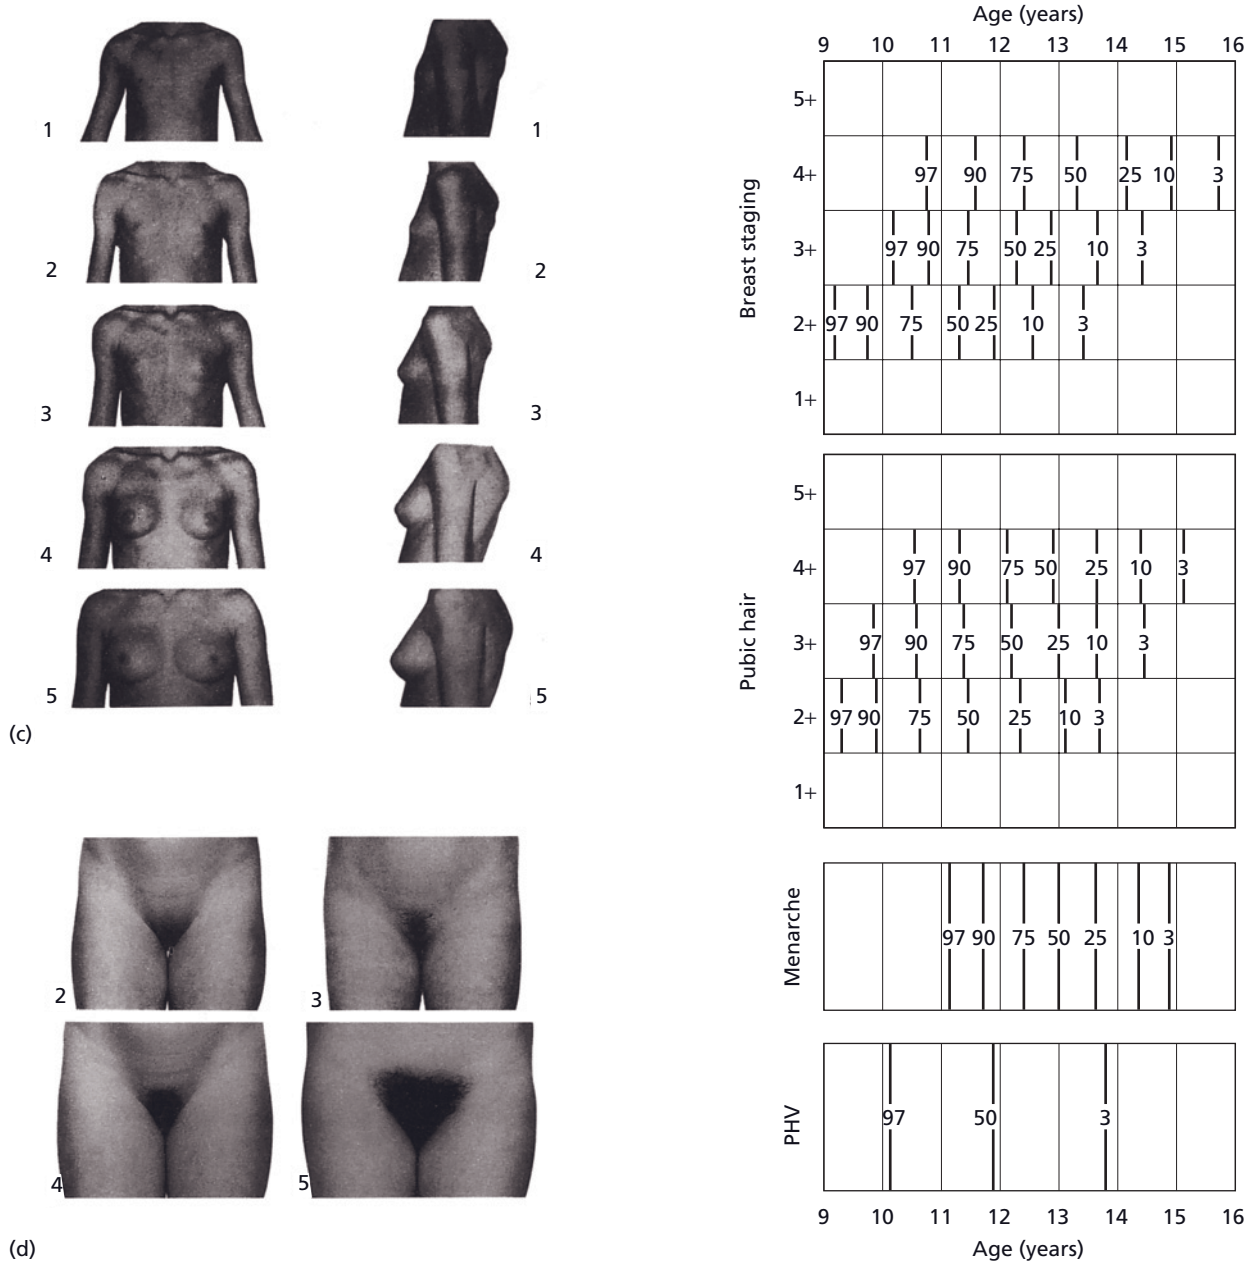 1
1
2
2
3
3
4
4
5
5
(c)
2
3
4
5
(d)
Age (years)
9 10 11 12 13 14 15 16
Breast staging
5+
4+ 97 90 75 50 25 10 3
3+ 97 90 75 50 25 10 3
2+ 97 90 75 50 25 10 3
1+
Pubic hair
5+
4+ 97 90 75 50 25 10 3
3+ 97 90 75 50 25 10 3
2+ 97 90 75 50 25 10 3
1+
Menarche
97 90 75 50 25 10 3
PHV
97 50 3
9 10 11 12 13 14 15 16
Age (years)